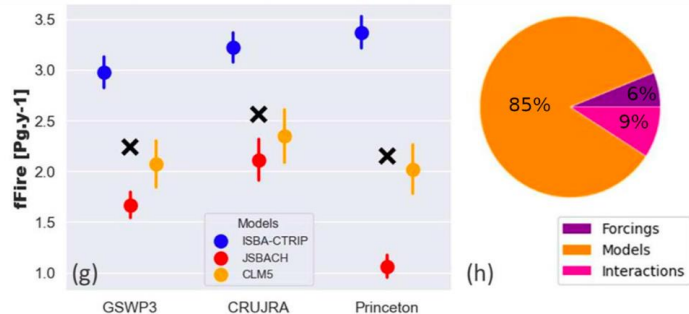 3.5
3.0
2.5
2.0
1.5
1.0
fFire [Pg.y-1]
(g)
Models
ISBA-CTRIP
JSBACH
CLM5
GSWP3 CRUJRA Princeton
85%
6%
9%
(h)
Forcings
Models
Interactions